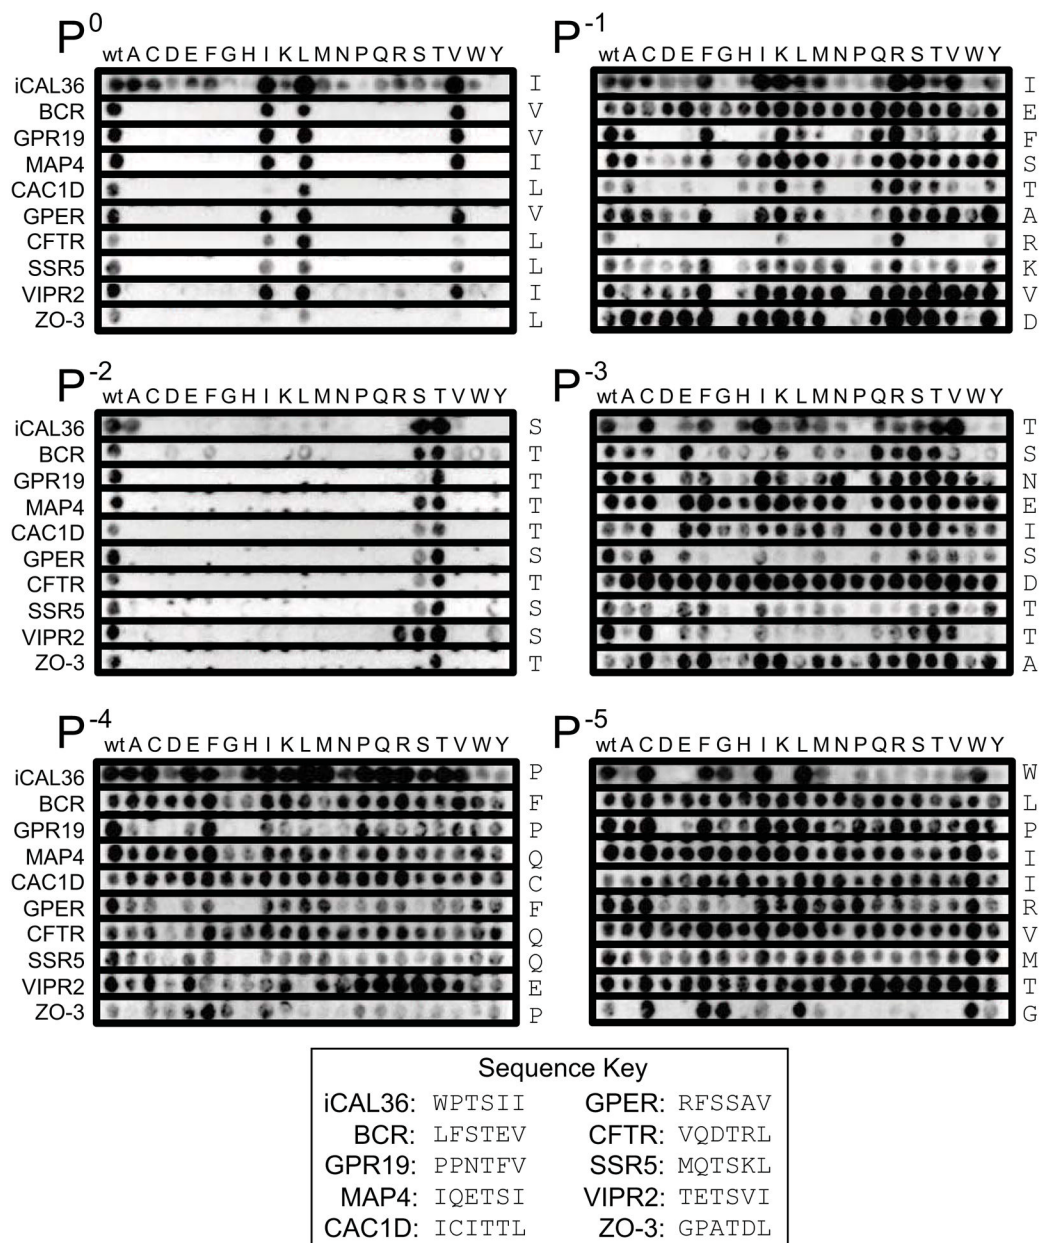 P0 P-1
wt A C D E F G H I K L M N P Q R S T V W Y wt A C D E F G H I K L M N P Q R S T V W Y
iCAL36 I I
BCR V E
GPR19 V F
MAP4 I S
CAC1D L T
GPER V A
CFTR L R
SSR5 L K
VIPR2 I V
ZO-3 L D
P-2 P-3
wt A C D E F G H I K L M N P Q R S T V W Y wt A C D E F G H I K L M N P Q R S T V W Y
iCAL36 S T
BCR T S
GPR19 T N
MAP4 T E
CAC1D T I
GPER S S
CFTR T D
SSR5 S T
VIPR2 S T
ZO-3 T A
P-4 P-5
wt A C D E F G H I K L M N P Q R S T V W Y wt A C D E F G H I K L M N P Q R S T V W Y
iCAL36 P W
BCR F L
GPR19 P P
MAP4 Q I
CAC1D C I
GPER F R
CFTR Q V
SSR5 Q M
VIPR2 E T
ZO-3 P G
Sequence Key
iCAL36: WPTSII GPER: RFSSAV
BCR: LFSTEV CFTR: VQDTRL
GPR19: PPNTFV SSR5: MQTSKL
MAP4: IQETSI VIPR2: TETSVI
CAC1D: ICITTL ZO-3: GPATDL